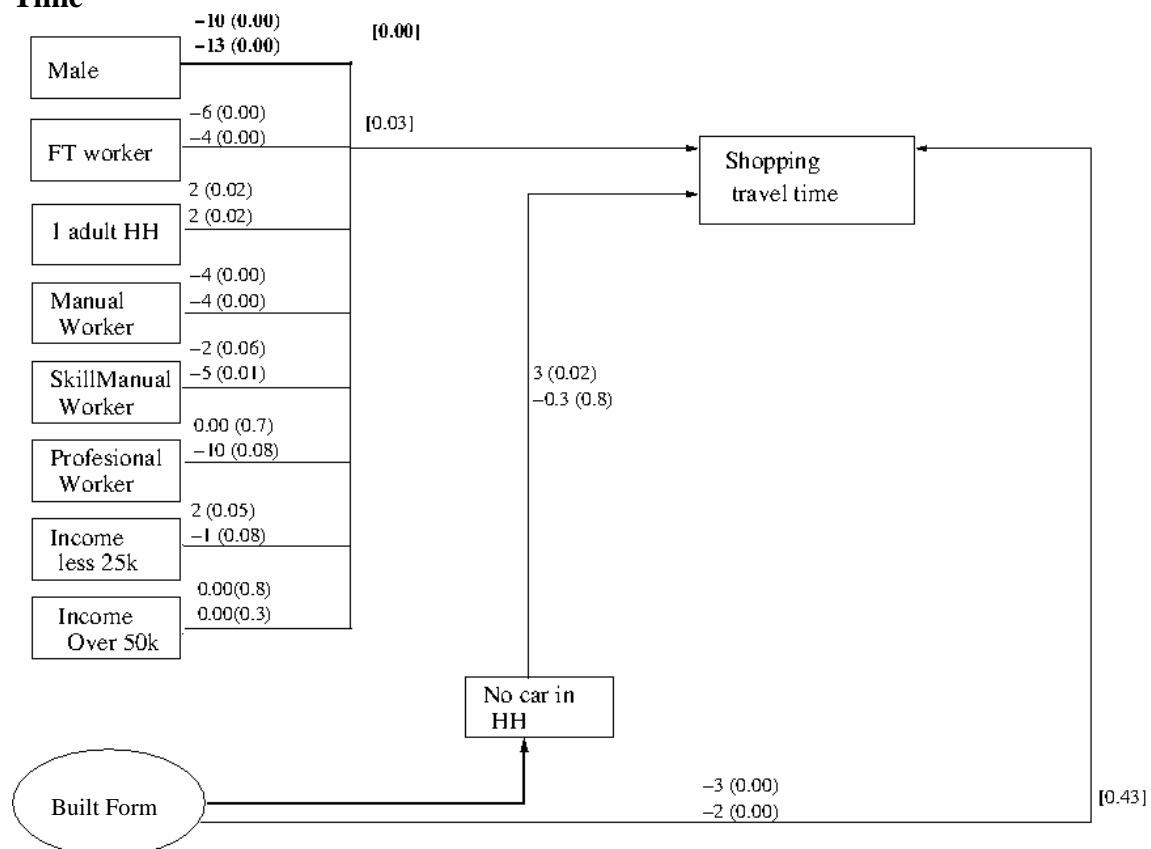 Time
−10 (0.00)
−13 (0.00)
[0.00]
Male
−6 (0.00)
−4 (0.00)
[0.03]
FT worker
Shopping
travel time
2 (0.02)
2 (0.02)
1 adult HH
−4 (0.00)
−4 (0.00)
Manual
Worker
−2 (0.06)
−5 (0.01)
SkillManual
Worker
3 (0.02)
−0.3 (0.8)
0.00 (0.7)
−10 (0.08)
Profesional
Worker
2 (0.05)
−1 (0.08)
Income
less 25k
0.00(0.8)
0.00(0.3)
Income
Over 50k
No car in
HH
Built Form
−3 (0.00)
−2 (0.00)
[0.43]